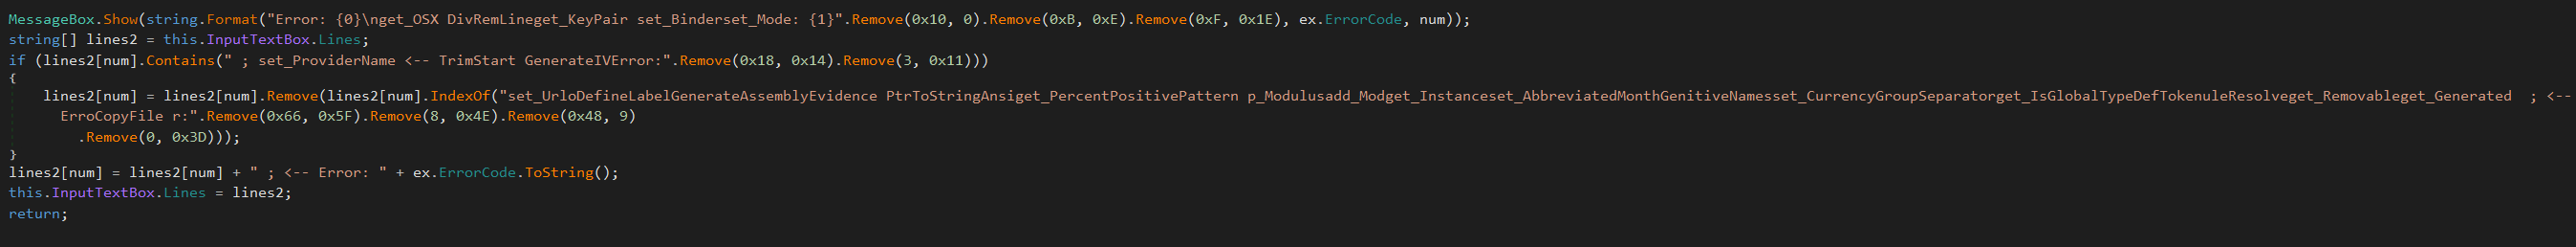 MessageBox.Show(string.Format("Error: {0}\nget_OSX DivRemLineget_KeyPair set_Binderset_Mode: {1}".Remove(0x10, 0).Remove(0xB, 0xE).Remove(0xF, 0x1E), ex.ErrorCode, num));
string[] lines2 = this.InputTextBox.Lines;
if (lines2[num].Contains(" ; set_ProviderName <-- TrimStart GenerateIVError:".Remove(0x18, 0x14).Remove(3, 0x11)))
{
lines2[num] = lines2[num].Remove(lines2[num].IndexOf("set_UrloDefineLabelGenerateAssemblyEvidence PtrToStringAnsiget_PercentPositivePattern p_Modulusadd_Modget_Instanceset_AbbreviatedMonthGenitiveNamesset_CurrencyGroupSeparatorget_IsGlobalTypeDefTokenuleResolveget_Removableget_Generated  ; <--
ErroCopyFile r:".Remove(0x66, 0x5F).Remove(8, 0x4E).Remove(0x48, 9)
.Remove(0, 0x3D)));
}
lines2[num] = lines2[num] + " ; <-- Error: " + ex.ErrorCode.ToString();
this.InputTextBox.Lines = lines2;
return;